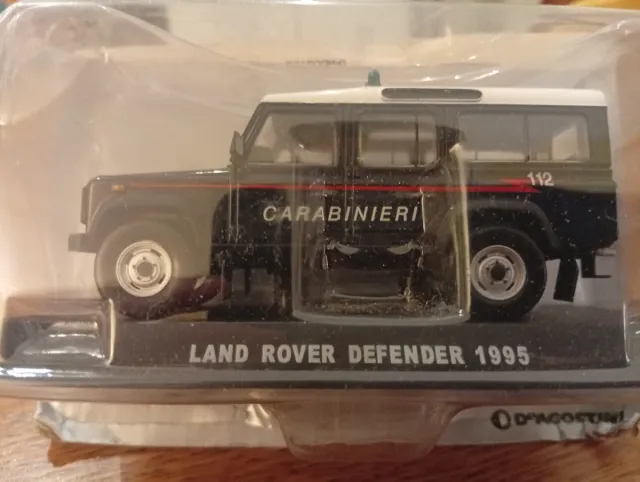 112
CARABINIERI
LAND ROVER DEFENDER 1995
DEAGOSTINI